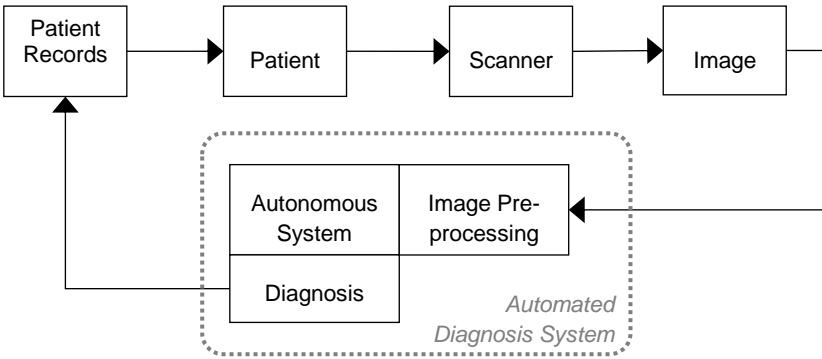 Patient
Records
Patient
Scanner
Image
Autonomous
System
Image Pre-
processing
Diagnosis
Automated
Diagnosis System